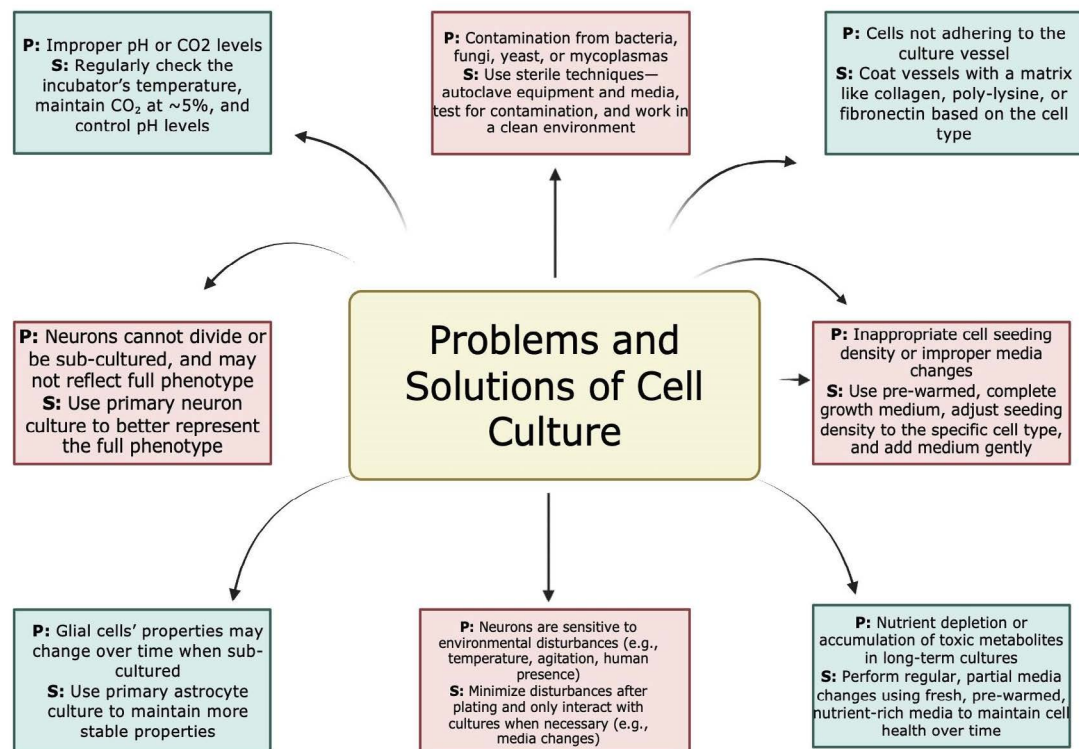 P: Improper pH or CO2 levels
S: Regularly check the
incubator's temperature,
maintain CO₂ at ~5%, and
control pH levels
P: Contamination from bacteria,
fungi, yeast, or mycoplasmas
S: Use sterile techniques—
autoclave equipment and media,
test for contamination, and work in
a clean environment
P: Cells not adhering to the
culture vessel
S: Coat vessels with a matrix
like collagen, poly-lysine, or
fibronectin based on the cell
type
P: Neurons cannot divide or
be sub-cultured, and may
not reflect full phenotype
S: Use primary neuron
culture to better represent
the full phenotype
Problems and
Solutions of Cell
Culture
P: Inappropriate cell seeding
density or improper media
changes
S: Use pre-warmed, complete
growth medium, adjust seeding
density to the specific cell type,
and add medium gently
P: Glial cells' properties may
change over time when sub-
cultured
S: Use primary astrocyte
culture to maintain more
stable properties
P: Neurons are sensitive to
environmental disturbances (e.g.,
temperature, agitation, human
presence)
S: Minimize disturbances after
plating and only interact with
cultures when necessary (e.g.,
media changes)
P: Nutrient depletion or
accumulation of toxic metabolites
in long-term cultures
S: Perform regular, partial media
changes using fresh, pre-warmed,
nutrient-rich media to maintain cell
health over time